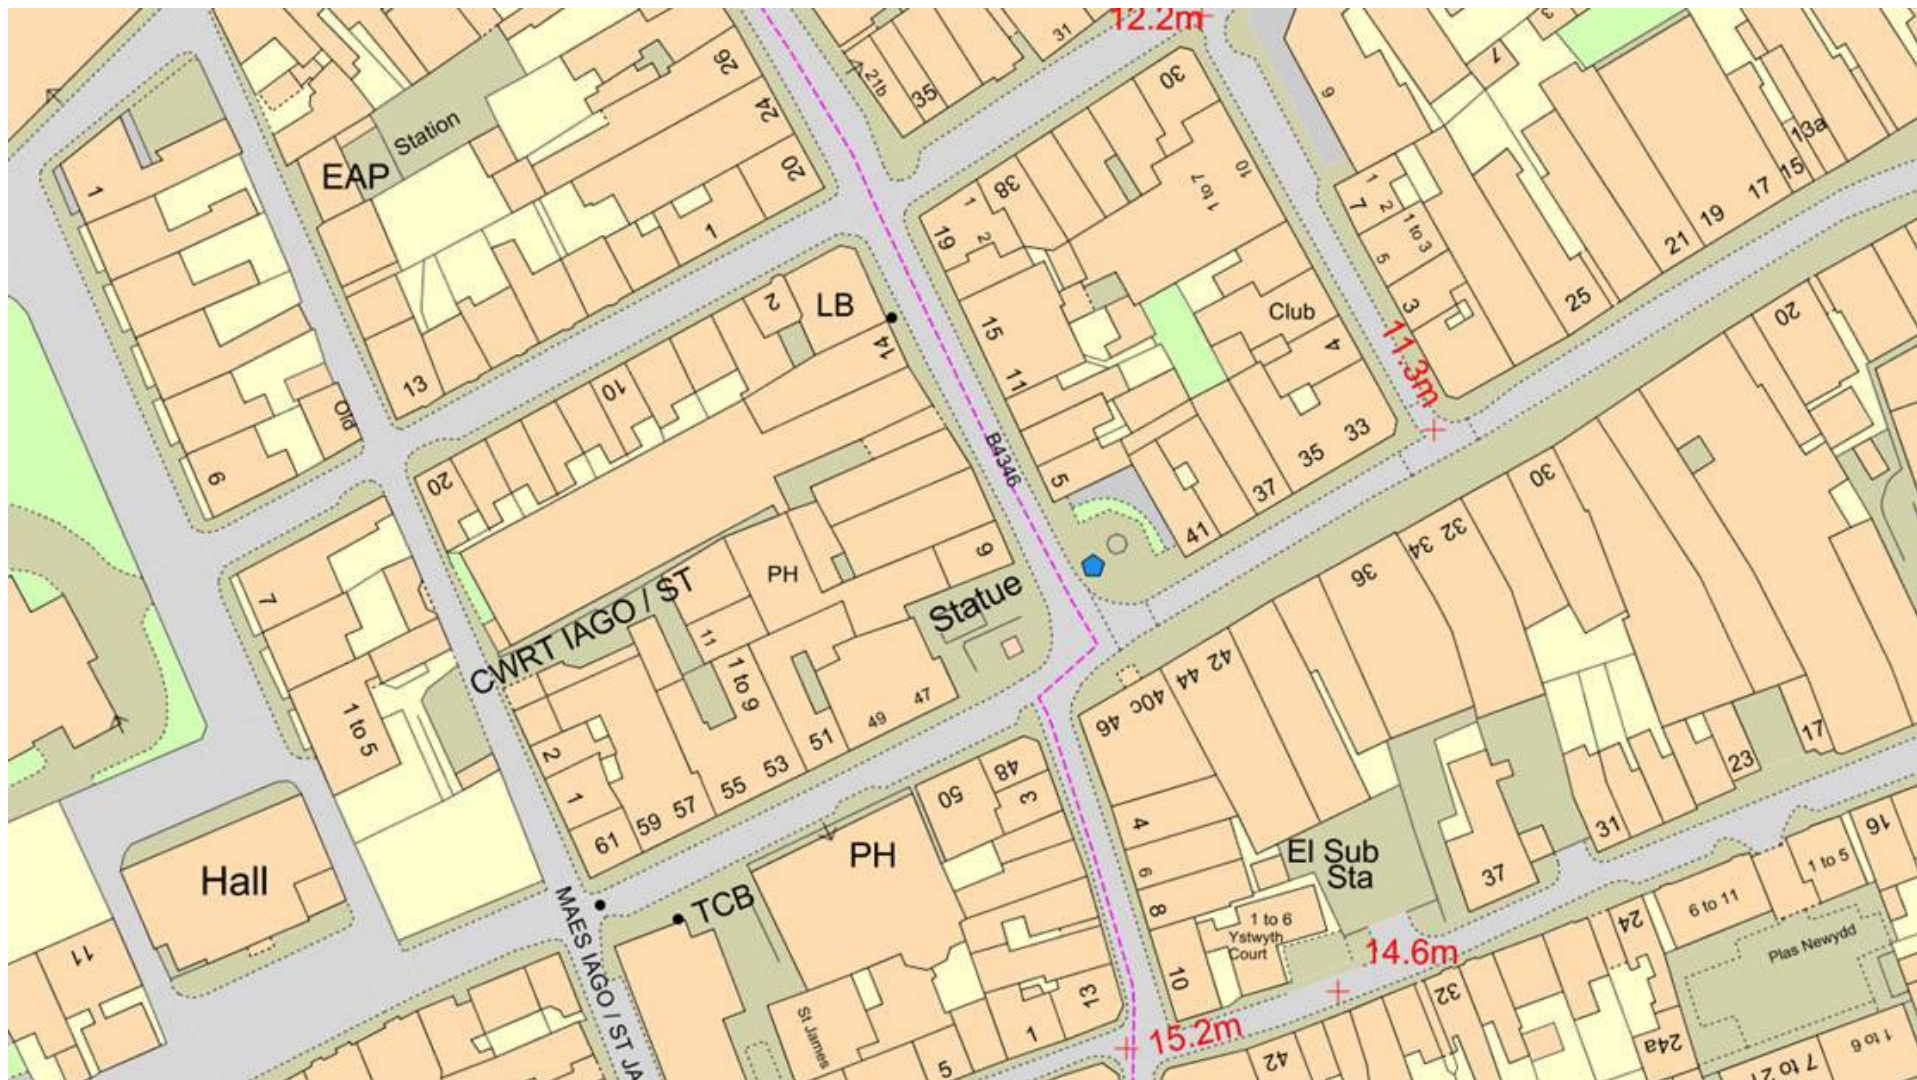 12.2m
31
26
21b
35
30
9
7
3
24
Station
EAP
1
20
13a
15
17
19
21
25
38
1
19
2
1 to 7
10
1
2
7
1 to 3
5
3
1
LB
2
14
15
11
Club
4
11.3m
20
13
10
Old
6
20
B4346
5
33
35
37
41
30
32
34
36
PH
9
7
CWRT IAGO / ST
11
Statue
1 to 9
47
49
51
53
55
57
59
61
42
44
40c
46
1 to 5
2
1
17
23
31
37
48
50
3
4
6
8
El Sub
Sta
PH
Hall
TCB
MAES IAGO / ST JA
11
1 to 6
Ystwyth
Court
14.6m
24
6 to 11
1 to 5
16
Plas Newydd
10
13
1
5
St James
15.2m
32
42
24a
7 to 21
1 to 6